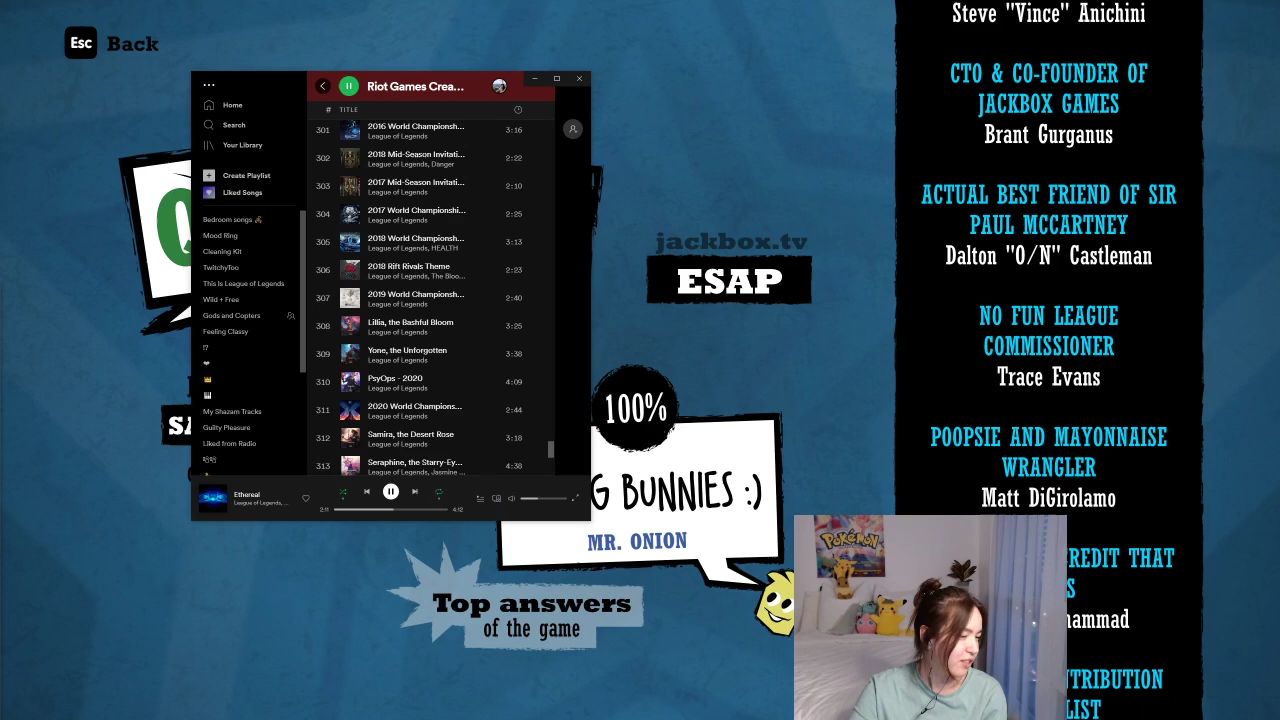 Esc Back
Riot Games Crea...
# TITLE
Home
Search
Your Library
Create Playlist
Liked Songs
Bedroom songs
Mood Ring
Cleaning Kit
TwitchyToo
This Is League of Legends
Wild + Free
Gods and Copters
Feeling Classy
!?
My Shazam Tracks
Guilty Pleasure
Liked from Radio
301 2016 World Championsh... 3:16
League of Legends
302 2018 Mid-Season Invitati... 2:22
League of Legends, Danger
303 2017 Mid-Season Invitati... 2:10
League of Legends
304 2017 World Championshi... 2:25
League of Legends
305 2018 World Championsh... 3:13
League of Legends, HEALTH
306 2018 Rift Rivals Theme 2:23
League of Legends, The Bloo...
307 2019 World Championsh... 2:40
League of Legends
308 Lillia, the Bashful Bloom 3:25
League of Legends
309 Yone, the Unforgotten 3:38
League of Legends
310 PsyOps - 2020 4:09
League of Legends
311 2020 World Champions... 2:44
League of Legends
312 Samira, the Desert Rose 3:18
League of Legends
313 Seraphine, the Starry-Ey... 4:38
League of Legends, Jasmine ...
Ethereal
League of Legends, ...
2:11 4:12
SA
jackbox.tv
ESAP
100%
G BUNNIES :)
MR. ONION
Top answers
of the game
Steve "Vince" Anichini
CTO & CO-FOUNDER OF
JACKBOX GAMES
Brant Gurganus
ACTUAL BEST FRIEND OF SIR
PAUL MCCARTNEY
Dalton "O/N" Castleman
NO FUN LEAGUE
COMMISSIONER
Trace Evans
POOPSIE AND MAYONNAISE
WRANGLER
Matt DiGirolamo
REDIT THAT
S
ammad
TRIBUTION
LIST
Pokémon